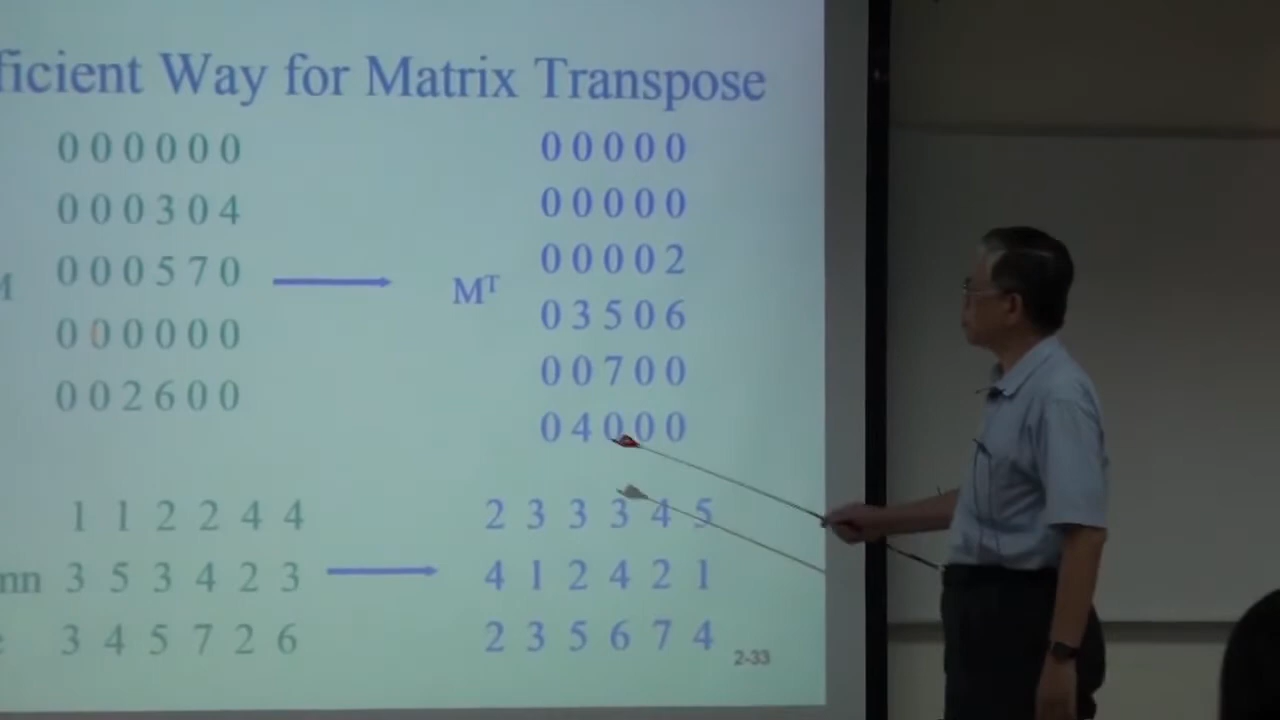 ficient Way for Matrix Transpose
0 0 0 0 0 0
0 0 0 3 0 4
0 0 0 5 7 0
0 0 0 0 0 0
0 0 2 6 0 0
M
Mᵀ
0 0 0 0 0
0 0 0 0 0
0 0 0 0 2
0 3 5 0 6
0 0 7 0 0
0 4 0 0 0
1 1 2 2 4 4
mn 3 5 3 4 2 3
3 4 5 7 2 6
2 3 3 3 4 5
4 1 2 4 2 1
2 3 5 6 7 4
2-33